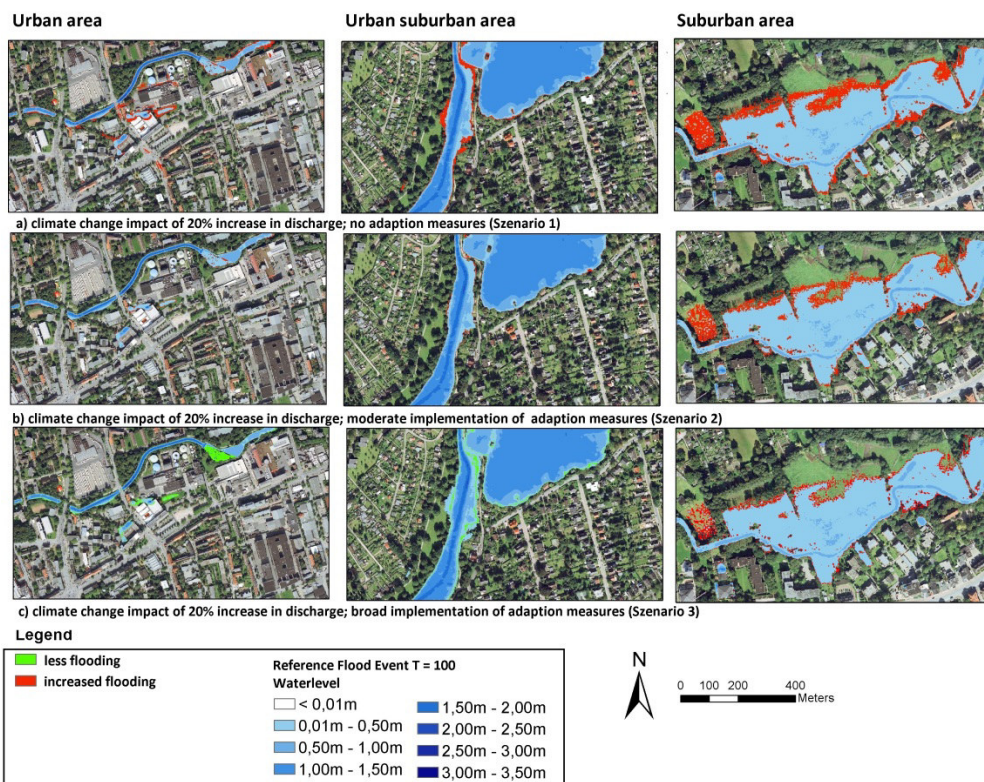 Urban area
Urban suburban area
Suburban area
a) climate change impact of 20% increase in discharge; no adaption measures (Szenario 1)
b) climate change impact of 20% increase in discharge; moderate implementation of adaption measures (Szenario 2)
c) climate change impact of 20% increase in discharge; broad implementation of adaption measures (Szenario 3)
Legend
less flooding
increased flooding
Reference Flood Event T = 100
Waterlevel
< 0,01m
0,01m - 0,50m
0,50m - 1,00m
1,00m - 1,50m
1,50m - 2,00m
2,00m - 2,50m
2,50m - 3,00m
3,00m - 3,50m
N
0 100 200 400
Meters